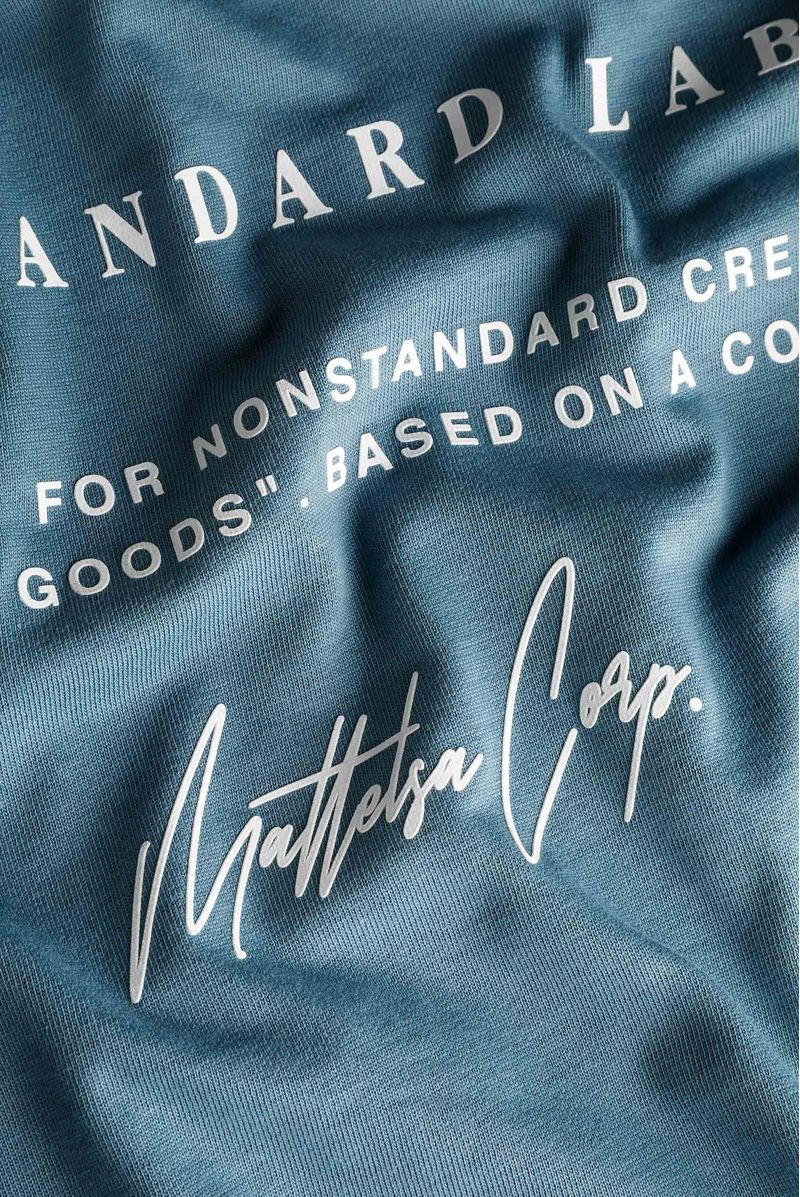 ANDARD LAB
FOR NONSTANDARD CRE
GOODS". BASED ON A CO
Mattelsa Corp.